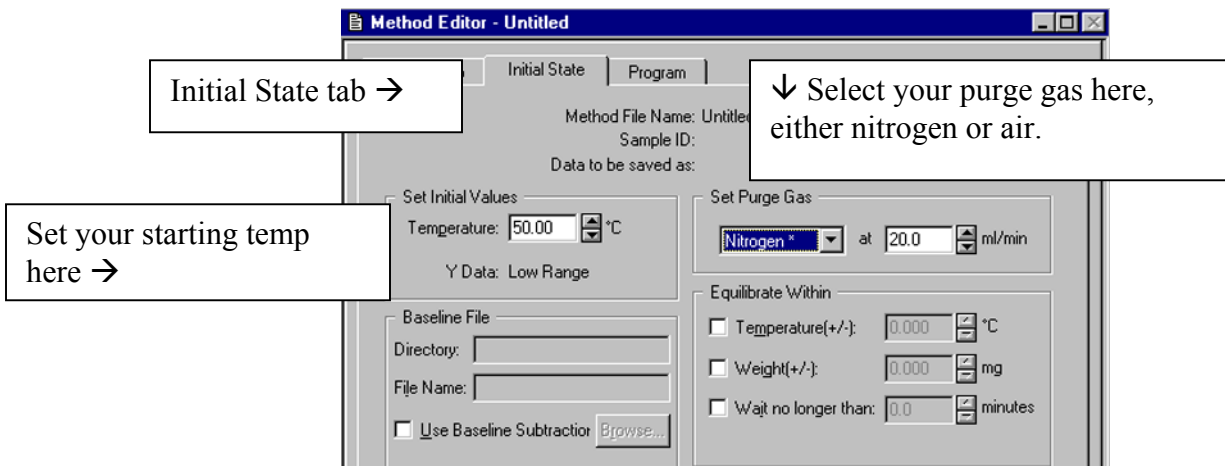 Method Editor - Untitled
Initial State tab →
Initial State
Program
↓ Select your purge gas here,
either nitrogen or air.
Method File Name: Untitled
Sample ID:
Data to be saved as:
Set your starting temp
here →
Set Initial Values
Temperature: 50.00 °C
Y Data: Low Range
Set Purge Gas
Nitrogen * at 20.0 ml/min
Baseline File
Directory:
File Name:
Use Baseline Subtraction Browse...
Equilibrate Within
Temperature(+/-): 0.000 °C
Weight(+/-): 0.000 mg
Wait no longer than: 0.0 minutes